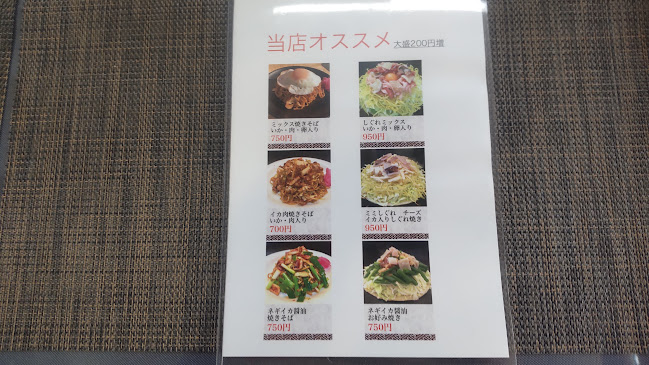 当店オススメ 大盛200円増
ミックス焼きそば
いか・肉・卵入り
750円
しぐれミックス
いか・肉・卵入り
950円
イカ肉焼きそば
いか・肉入り
700円
ミミしぐれ チーズ
イカ入りしぐれ焼き
950円
ネギイカ醤油
焼きそば
750円
ネギイカ醤油
お好み焼き
750円